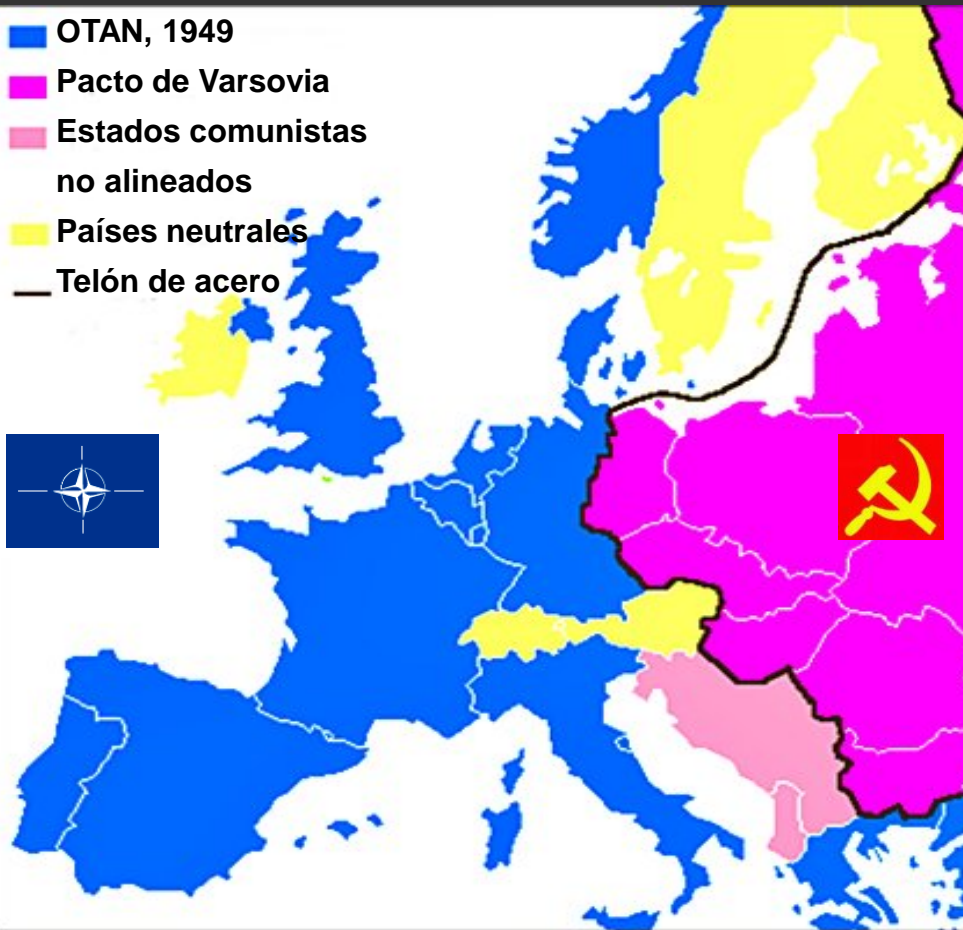 OTAN, 1949
Pacto de Varsovia
Estados comunistas
no alineados
Países neutrales
Telón de acero